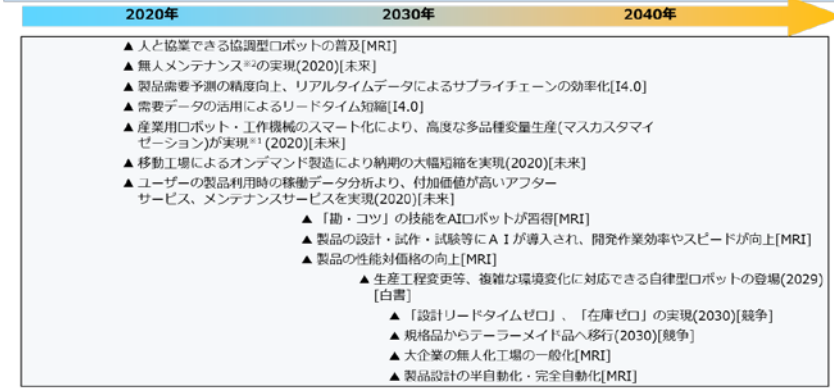 2020年 2030年 2040年
▲ 人と協業できる協調型ロボットの普及[MRI]
▲ 無人メンテナンス※2の実現(2020)[未来]
▲ 製品需要予測の精度向上、リアルタイムデータによるサプライチェーンの効率化[I4.0]
▲ 需要データの活用によるリードタイム短縮[I4.0]
▲ 産業用ロボット・工作機械のスマート化により、高度な多品種変量生産(マスカスタマイ
ゼーション)が実現※1(2020)[未来]
▲ 移動工場によるオンデマンド製造により納期の大幅短縮を実現(2020)[未来]
▲ ユーザーの製品利用時の稼働データ分析より、付加価値が高いアフター
サービス、メンテナンスサービスを実現(2020)[未来]
▲ 「勘・コツ」の技能をAIロボットが習得[MRI]
▲ 製品の設計・試作・試験等にAIが導入され、開発作業効率やスピードが向上[MRI]
▲ 製品の性能対価格の向上[MRI]
▲ 生産工程変更等、複雑な環境変化に対応できる自律型ロボットの登場(2029)
[白書]
▲ 「設計リードタイムゼロ」、「在庫ゼロ」の実現(2030)[競争]
▲ 規格品からテーラーメイド品へ移行(2030)[競争]
▲ 大企業の無人化工場の一般化[MRI]
▲ 製品設計の半自動化・完全自動化[MRI]